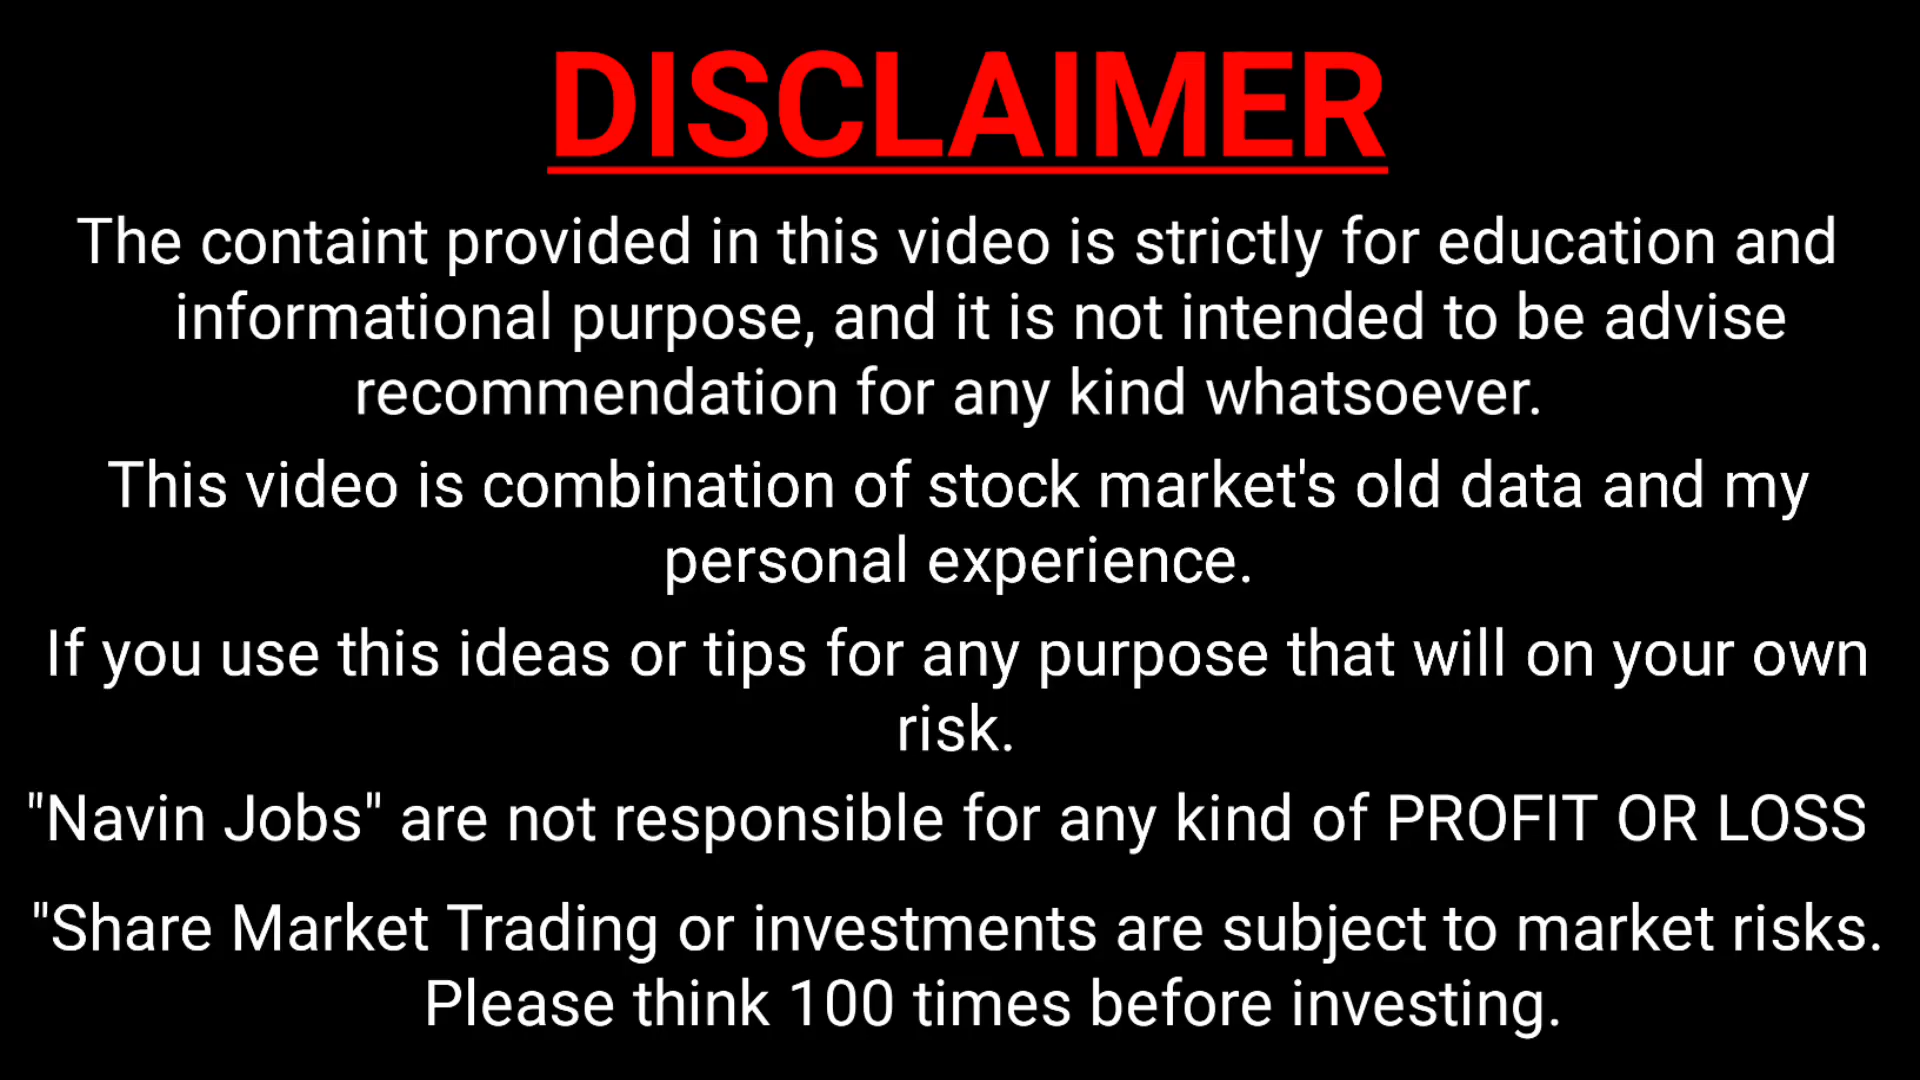 DISCLAIMER
The containt provided in this video is strictly for education and
informational purpose, and it is not intended to be advise
recommendation for any kind whatsoever.
This video is combination of stock market's old data and my
personal experience.
If you use this ideas or tips for any purpose that will on your own
risk.
"Navin Jobs" are not responsible for any kind of PROFIT OR LOSS
"Share Market Trading or investments are subject to market risks.
Please think 100 times before investing.